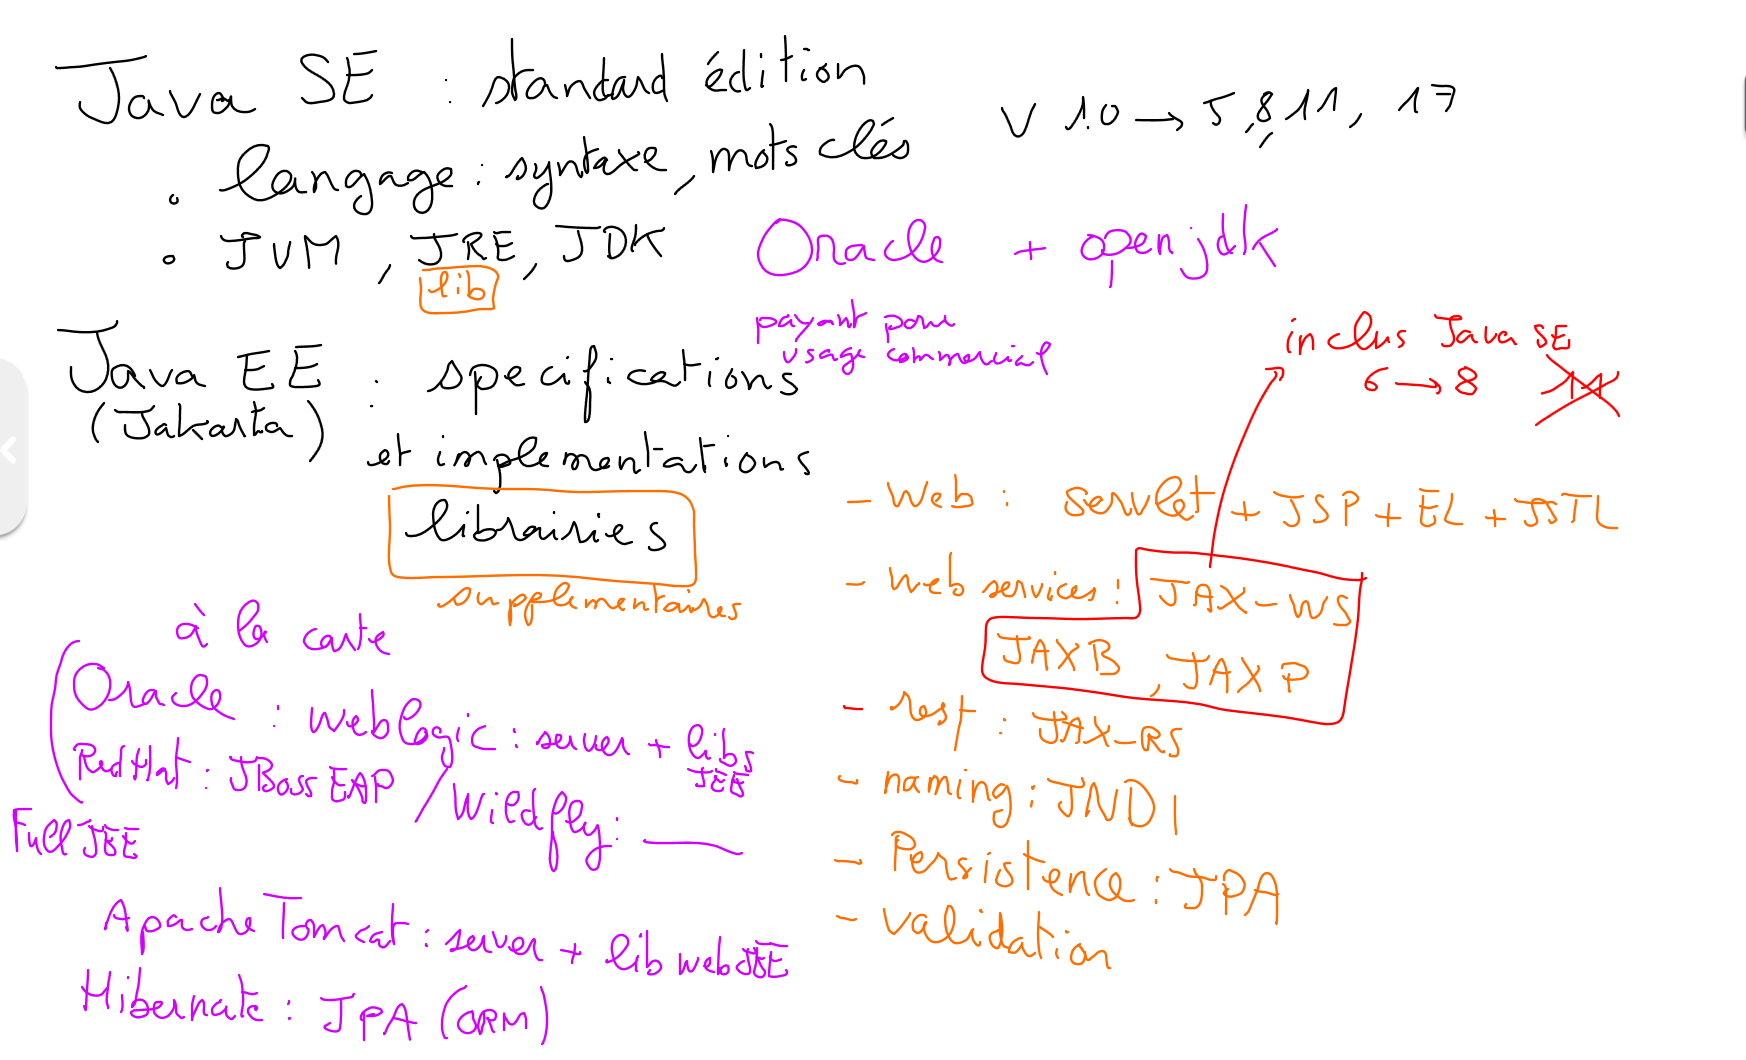 Java SE : standard édition
V 1.0 → 5, 8, 11, 17
• langage : syntaxe, mots clés
• JVM, JRE, JDK
lib
Oracle + openjdk
payant pour
usage commercial
Java EE : specifications
(Jakarta)
et implementations
librairies
supplementaires
inclus Java SE
6 → 8 11
- Web : servlet + JSP + EL + JSTL
- web services : JAX-WS
JAXB, JAXP
- rest : JAX-RS
- naming : JNDI
- Persistence : JPA
- validation
à la carte
Oracle : weblogic : server + libs
JEE
RedHat : JBoss EAP / Wildfly : ___
Full JEE
Apache Tomcat : server + lib web JEE
Hibernate : JPA (ORM)